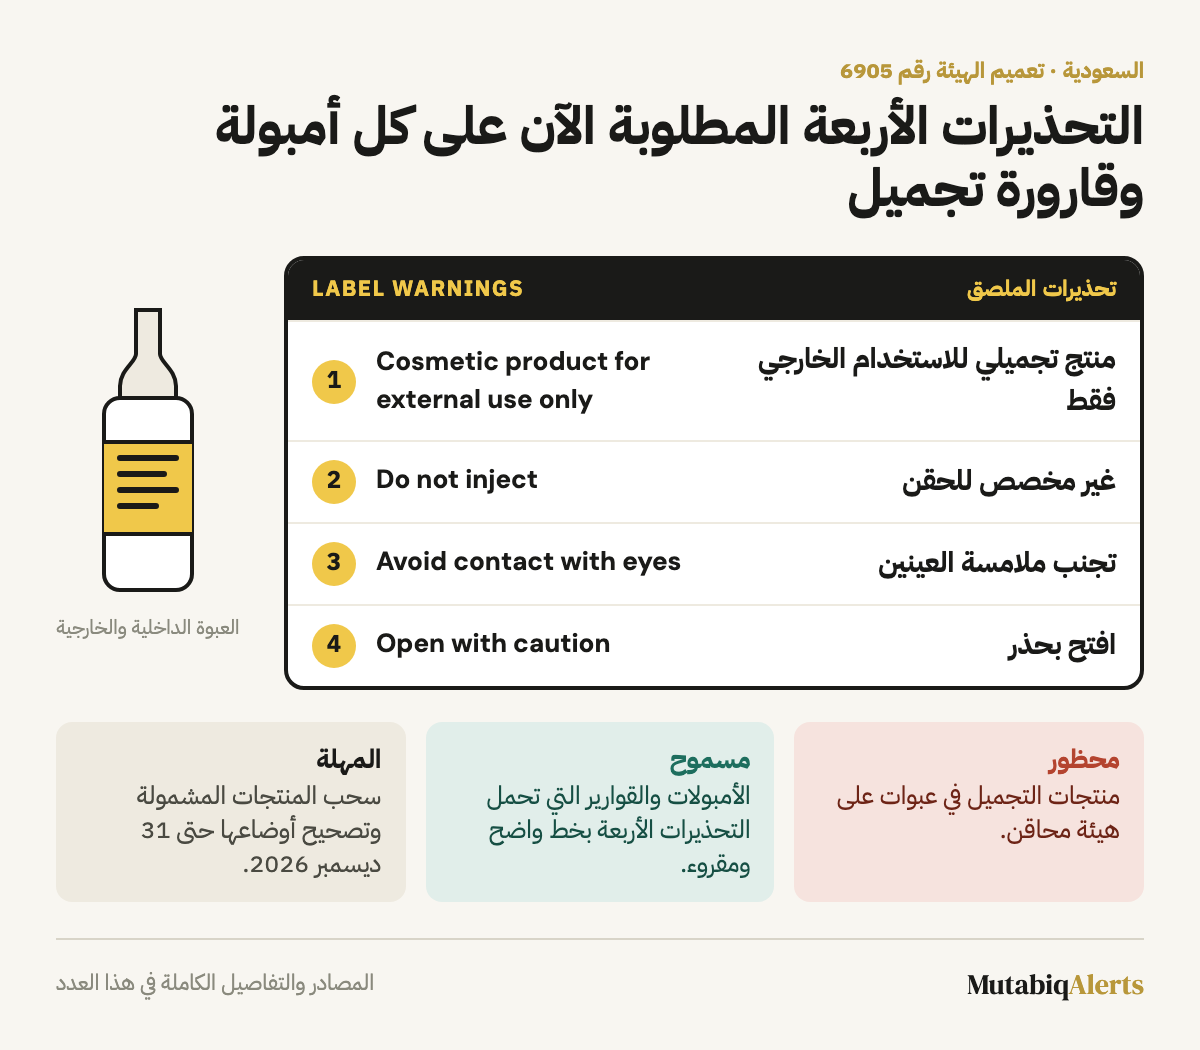 السعودية · تعميم الهيئة رقم 6905
التحذيرات الأربعة المطلوبة الآن على كل أمبولة
وقارورة تجميل
تحذيرات الملصق
LABEL WARNINGS
منتج تجميلي للاستخدام الخارجي
فقط
1
Cosmetic product for
external use only
غير مخصص للحقن
2
Do not inject
تجنب ملامسة العينين
3
Avoid contact with eyes
افتح بحذر
4
Open with caution
العبوة الداخلية والخارجية
محظور
منتجات التجميل في عبوات على
هيئة محاقن.
مسموح
الأمبولات والقوارير التي تحمل
التحذيرات الأربعة بخط واضح
ومقروء.
المهلة
سحب المنتجات المشمولة
وتصحيح أوضاعها حتى 31
ديسمبر 2026.
MutabiqAlerts
المصادر والتفاصيل الكاملة في هذا العدد